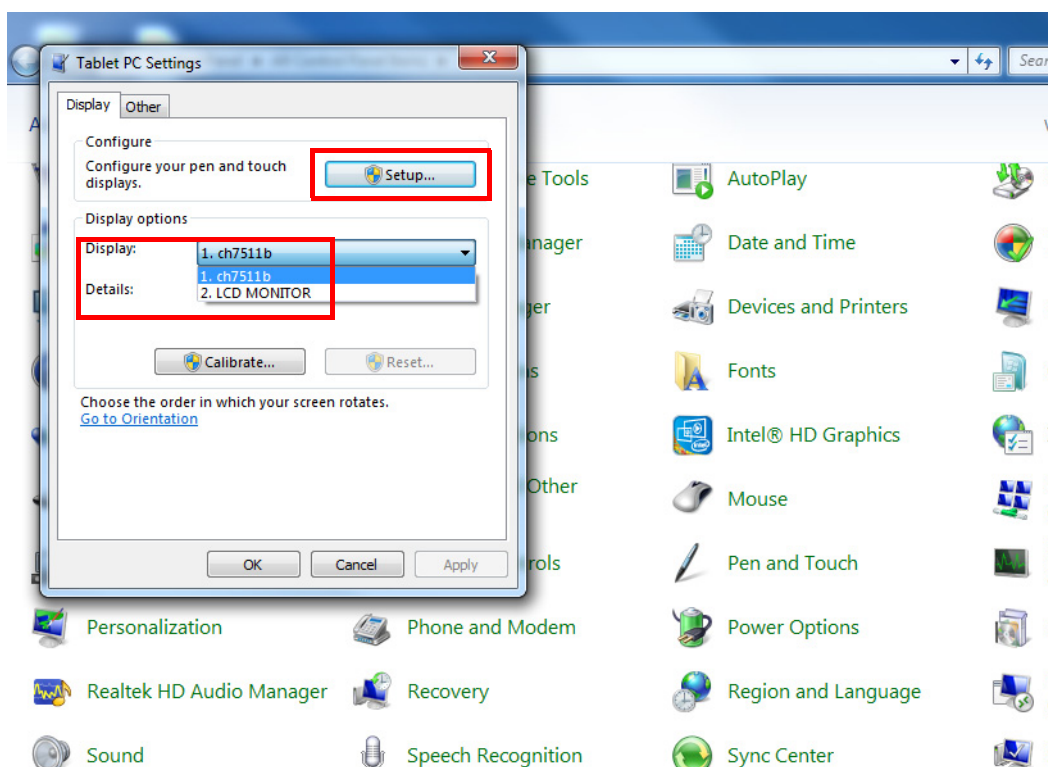 Tablet PC Settings
Sear
Display
Other
Configure
Configure your pen and touch
displays.
Setup...
Display options
Display:
1. ch7511b
1. ch7511b
2. LCD MONITOR
Details:
Calibrate...
Reset...
Choose the order in which your screen rotates.
Go to Orientation
OK
Cancel
Apply
e Tools
AutoPlay
anager
Date and Time
ger
Devices and Printers
s
Fonts
ons
Intel® HD Graphics
Other
Mouse
rols
Pen and Touch
Personalization
Phone and Modem
Power Options
Realtek HD Audio Manager
Recovery
Region and Language
Sound
Speech Recognition
Sync Center